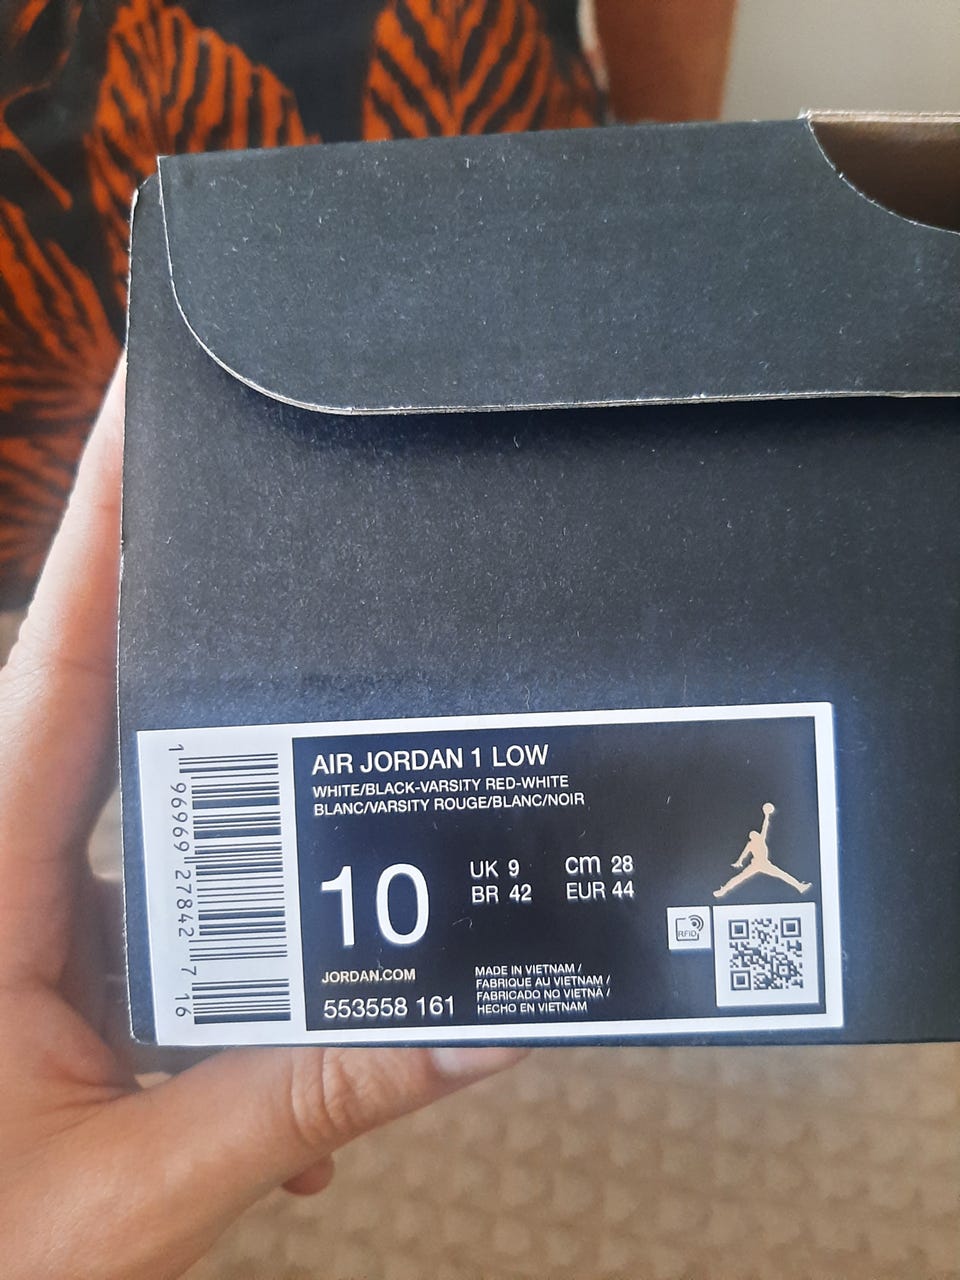 AIR JORDAN 1 LOW
WHITE/BLACK-VARSITY RED-WHITE
BLANC/VARSITY ROUGE/BLANC/NOIR
10
UK 9
cm 28
BR 42
EUR 44
RFID
JORDAN.COM
553558 161
MADE IN VIETNAM /
FABRIQUE AU VIETNAM /
FABRICADO NO VIETNÃ /
HECHO EN VIETNAM
1 96969 27842 7 16